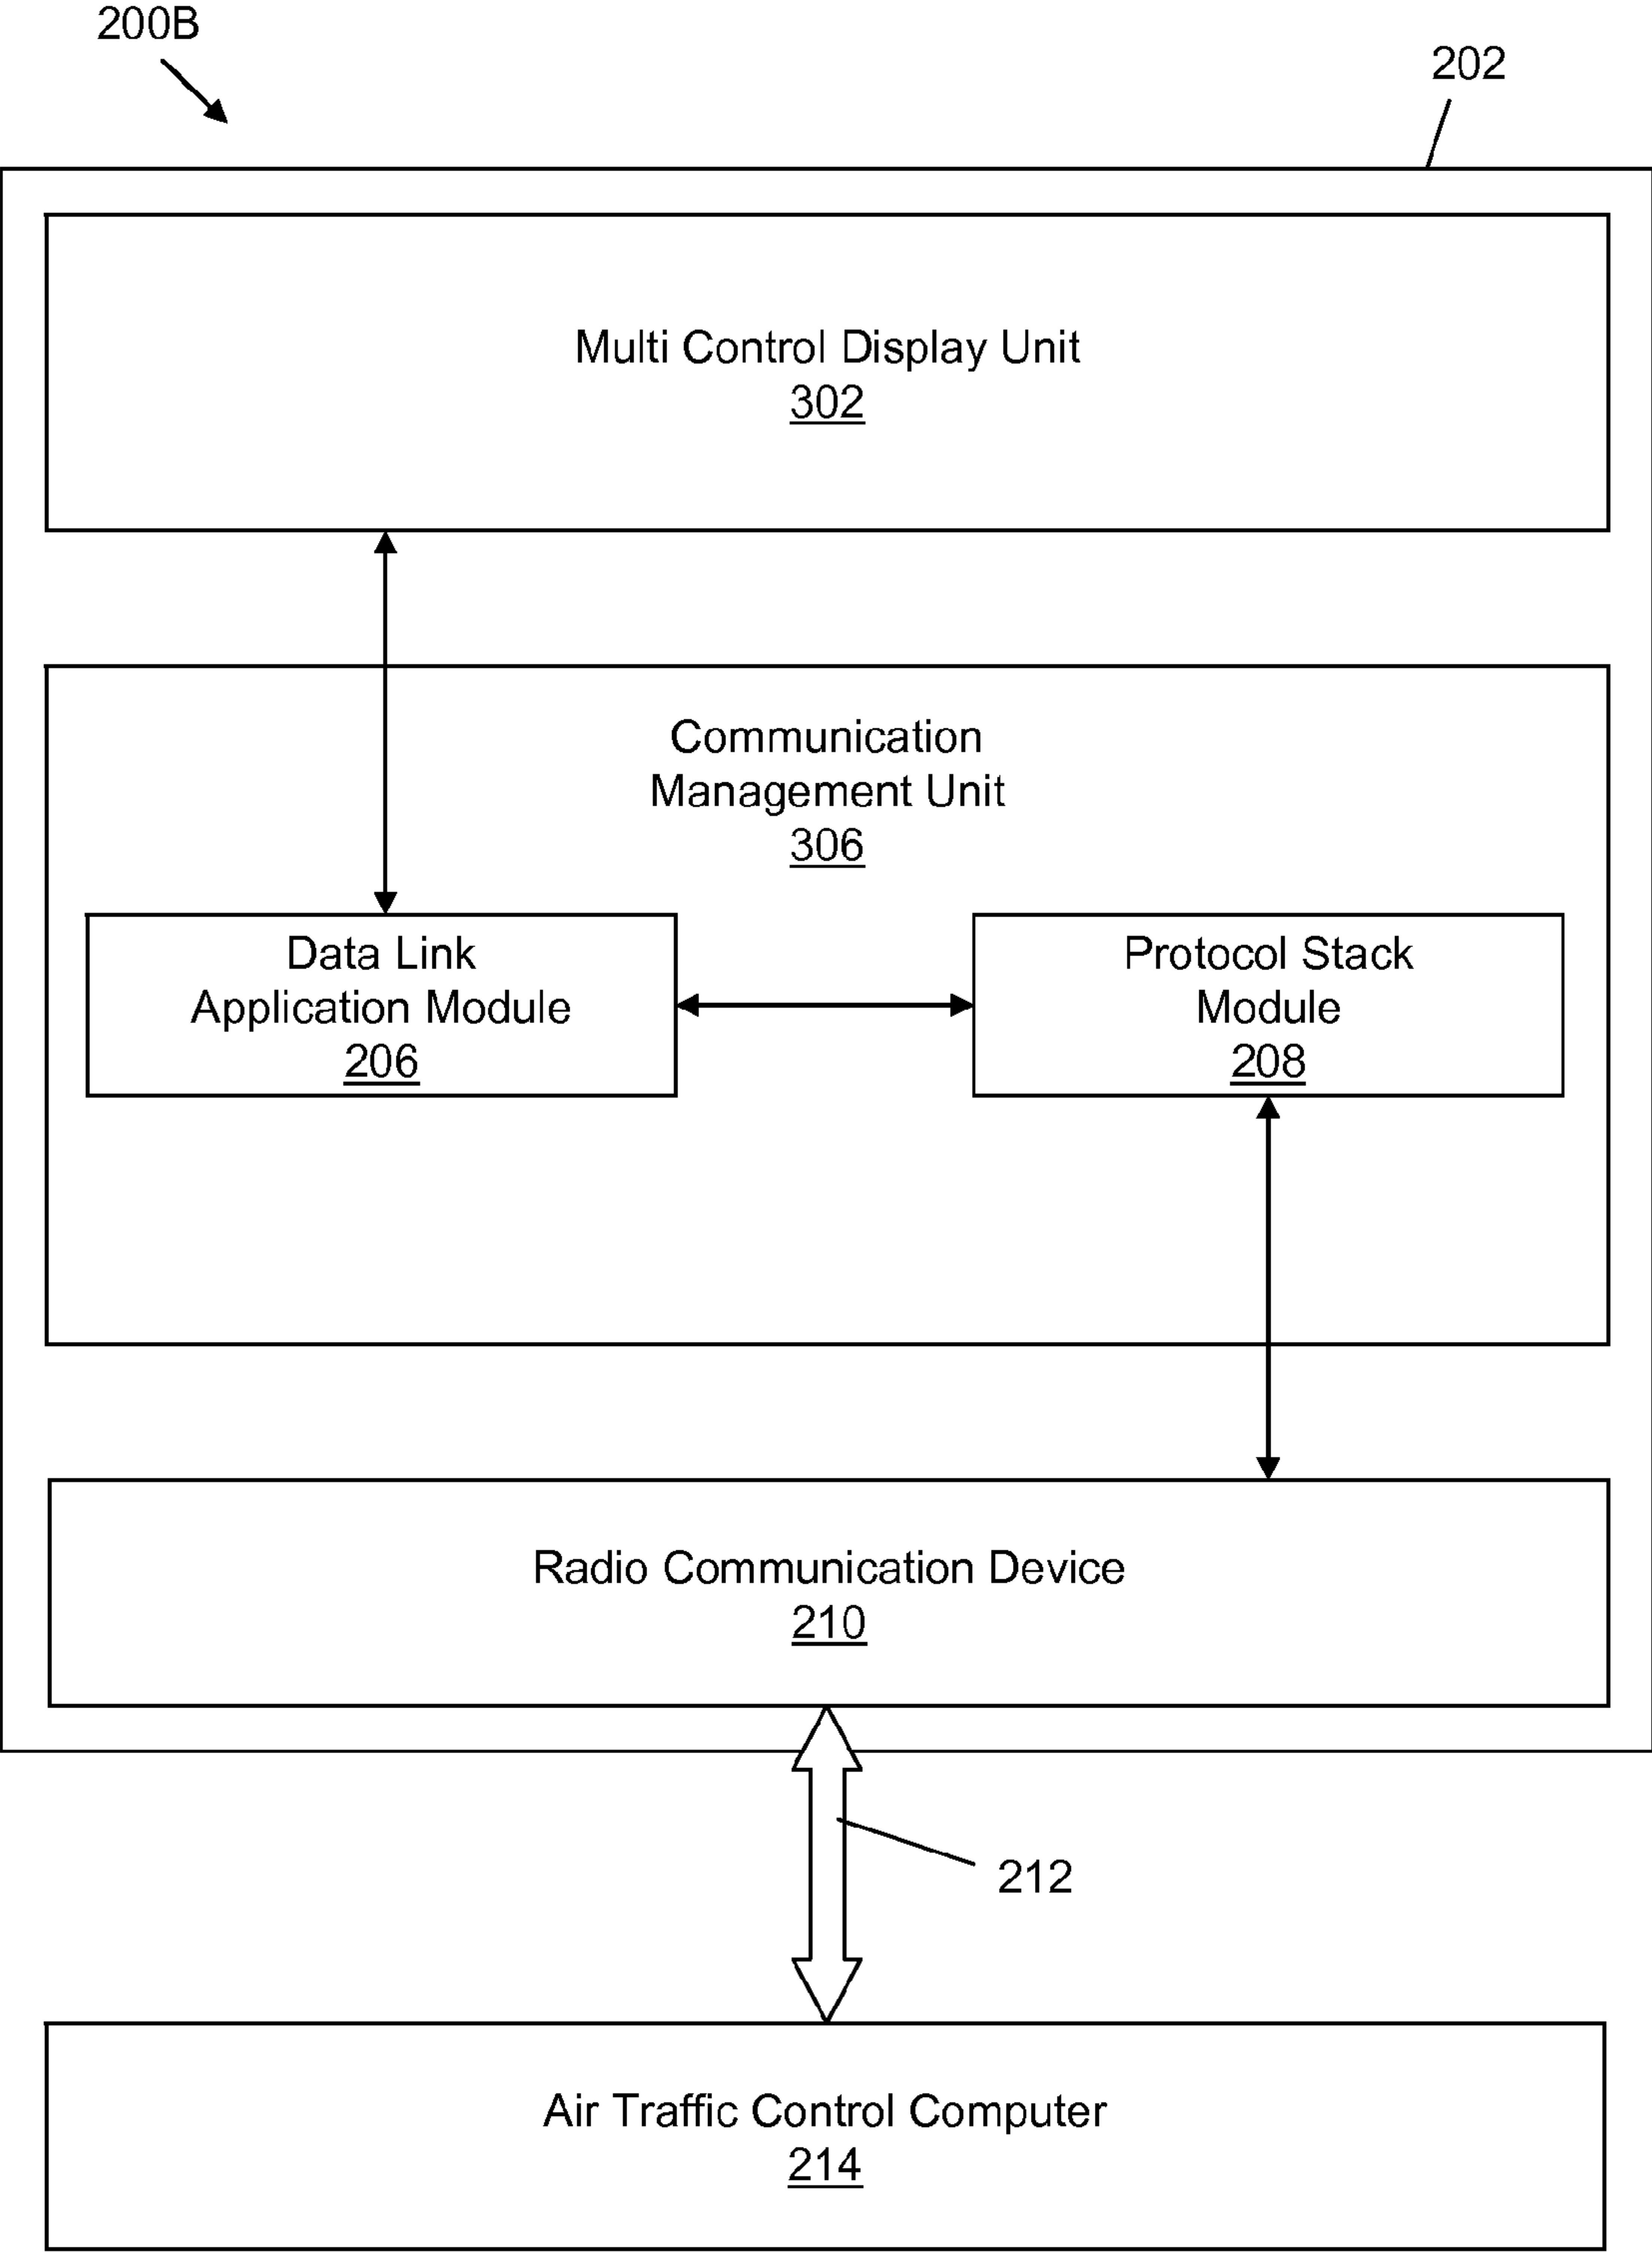 200B
202
Multi Control Display Unit
302
Communication
Management Unit
306
Data Link
Application Module
206
Protocol Stack
Module
208
Radio Communication Device
210
212
Air Traffic Control Computer
214